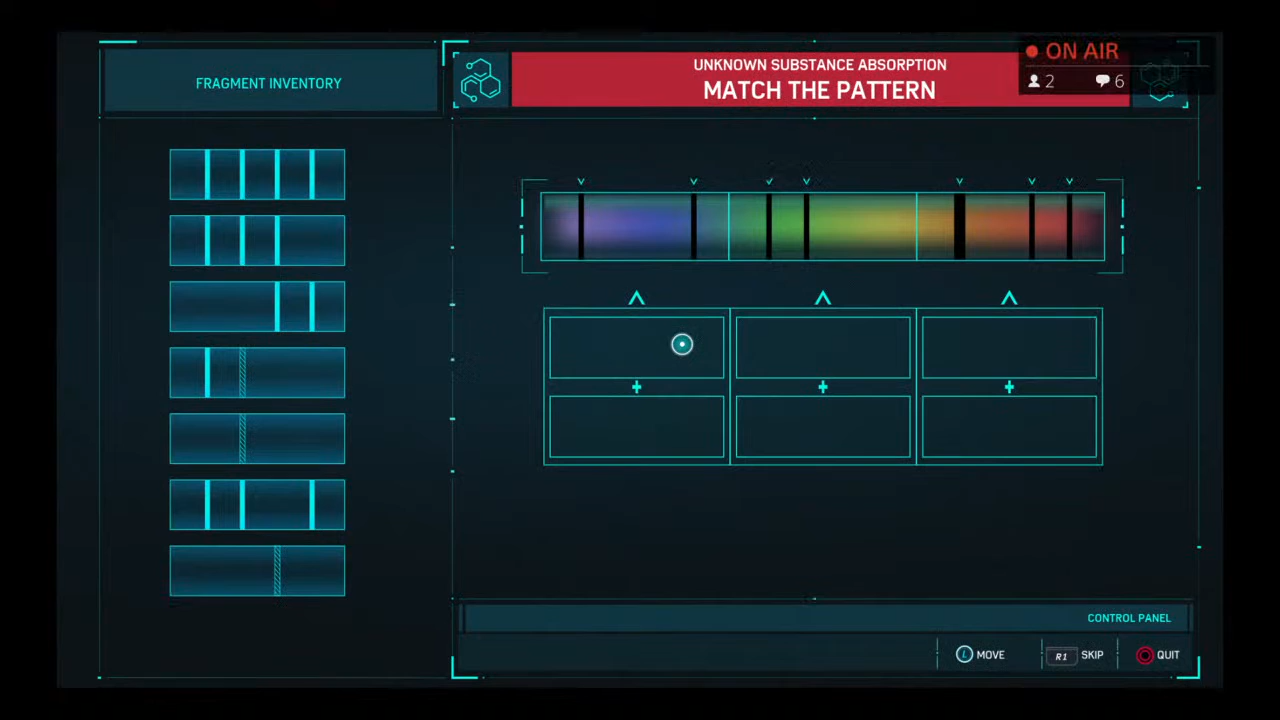 FRAGMENT INVENTORY
UNKNOWN SUBSTANCE ABSORPTION
MATCH THE PATTERN
ON AIR
2 6
CONTROL PANEL
L MOVE
R1 SKIP
QUIT